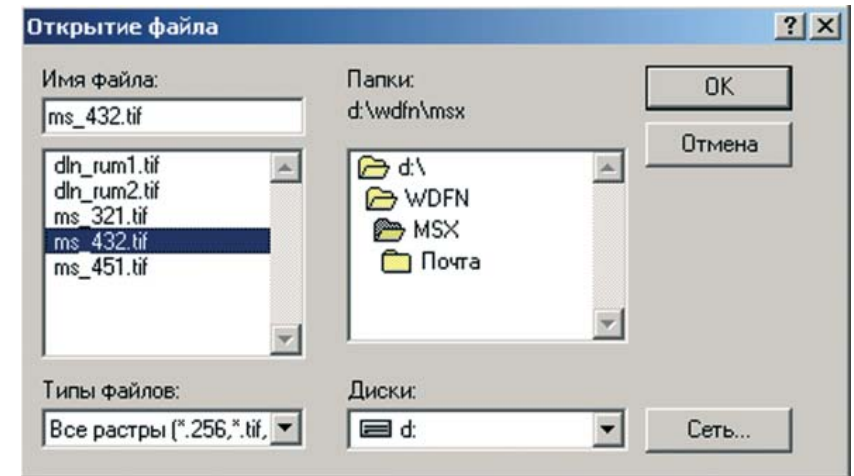 Открытие файла
Имя файла:
ms_432.tif
dln_rum1.tif
dln_rum2.tif
ms_321.tif
ms_432.tif
ms_451.tif
Типы файлов:
Все растры (*.256,*.tif,
Папки:
d:\wdfn\msx
d:\
WDFN
MSX
Почта
Диски:
d:
OK
Отмена
Сеть...